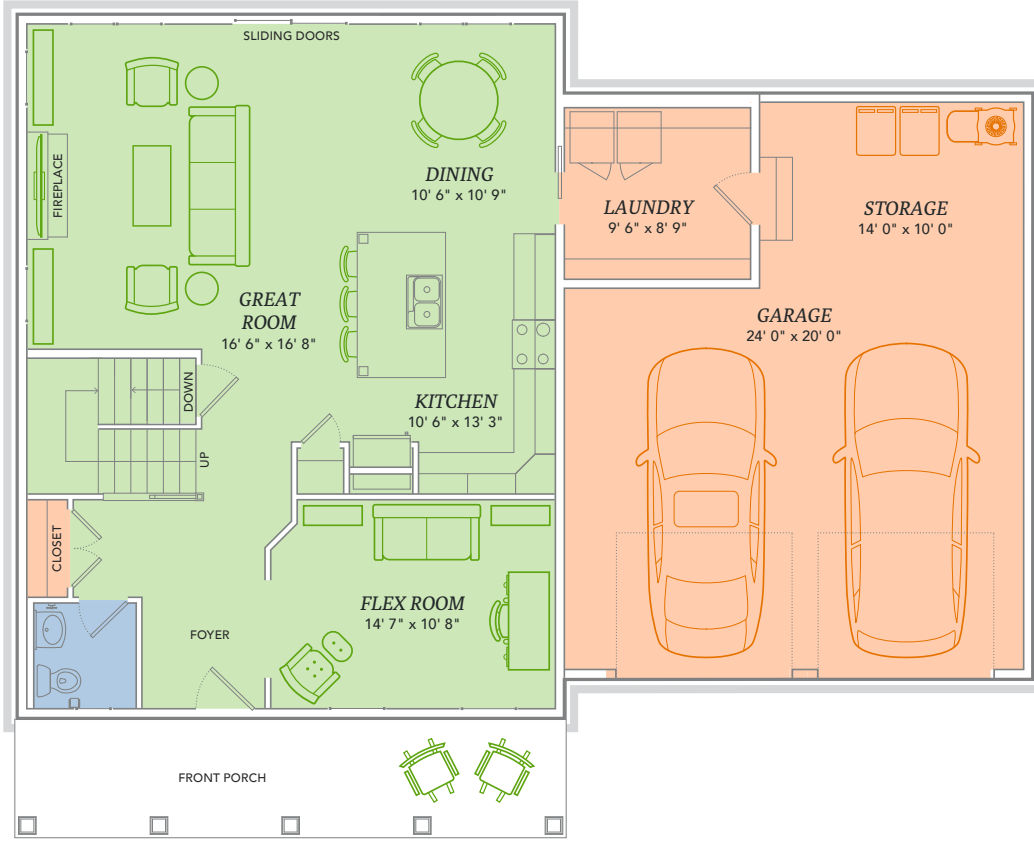 SLIDING DOORS
FIREPLACE
DINING
10' 6" x 10' 9"
LAUNDRY
9' 6" x 8' 9"
STORAGE
14' 0" x 10' 0"
GREAT
ROOM
16' 6" x 16' 8"
GARAGE
24' 0" x 20' 0"
DOWN
KITCHEN
10' 6" x 13' 3"
UP
CLOSET
FLEX ROOM
14' 7" x 10' 8"
FOYER
FRONT PORCH